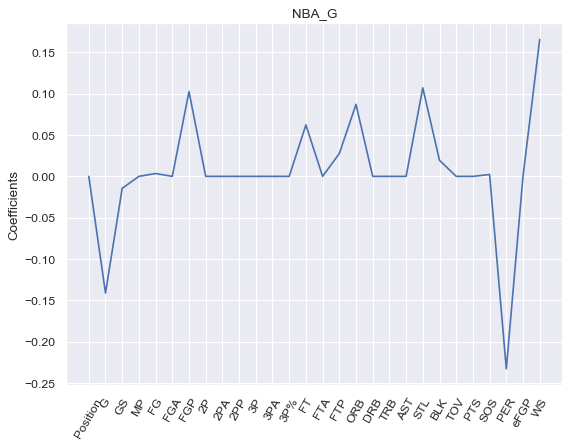 NBA_G
0.15
0.10
0.05
0.00
−0.05
−0.10
−0.15
−0.20
−0.25
Coefficients
Position
G
GS
MP
FG
FGA
FGP
2P
2PA
2PP
3P
3PA
3P%
FT
FTA
FTP
ORB
DRB
TRB
AST
STL
BLK
TOV
PTS
SOS
PER
eFGP
WS